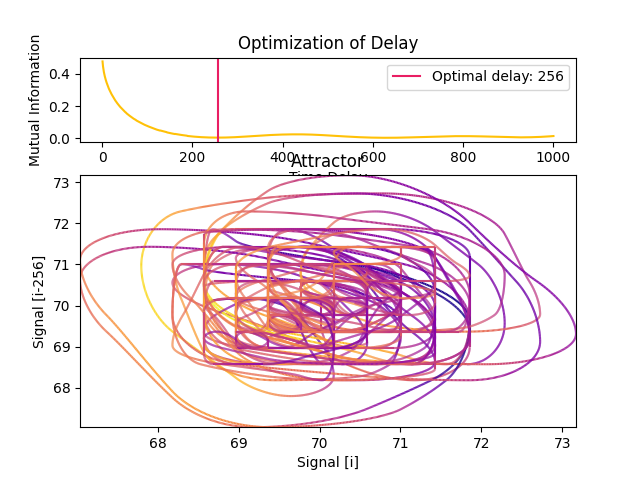 Optimization of Delay
Mutual Information
0.4
0.2
0.0
Optimal delay: 256
0 200 400 600 800 1000
Time Delay
Attractor
Signal [i-256]
73
72
71
70
69
68
68 69 70 71 72 73
Signal [i]